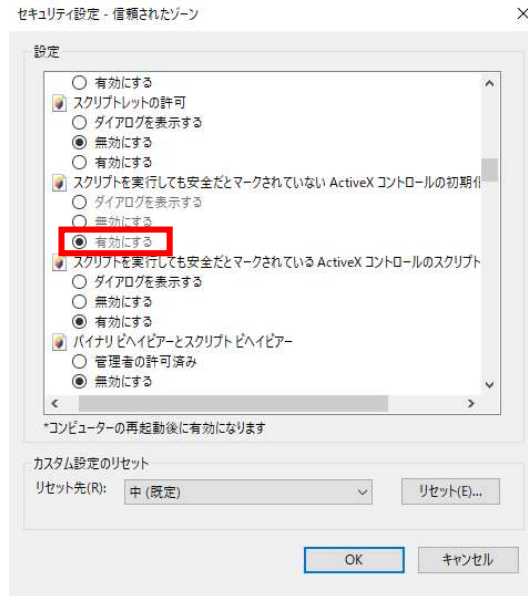 セキュリティ設定 - 信頼されたゾーン
設定
有効にする
スクリプトレットの許可
ダイアログを表示する
無効にする
有効にする
スクリプトを実行しても安全だとマークされていない ActiveX コントロールの初期化
ダイアログを表示する
無効にする
有効にする
スクリプトを実行しても安全だとマークされている ActiveX コントロールのスクリプト
ダイアログを表示する
無効にする
有効にする
バイナリ ビヘイビアーとスクリプト ビヘイビアー
管理者の許可済み
無効にする
*コンピューターの再起動後に有効になります
カスタム設定のリセット
リセット先(R):
中 (既定)
リセット(E)...
OK
キャンセル